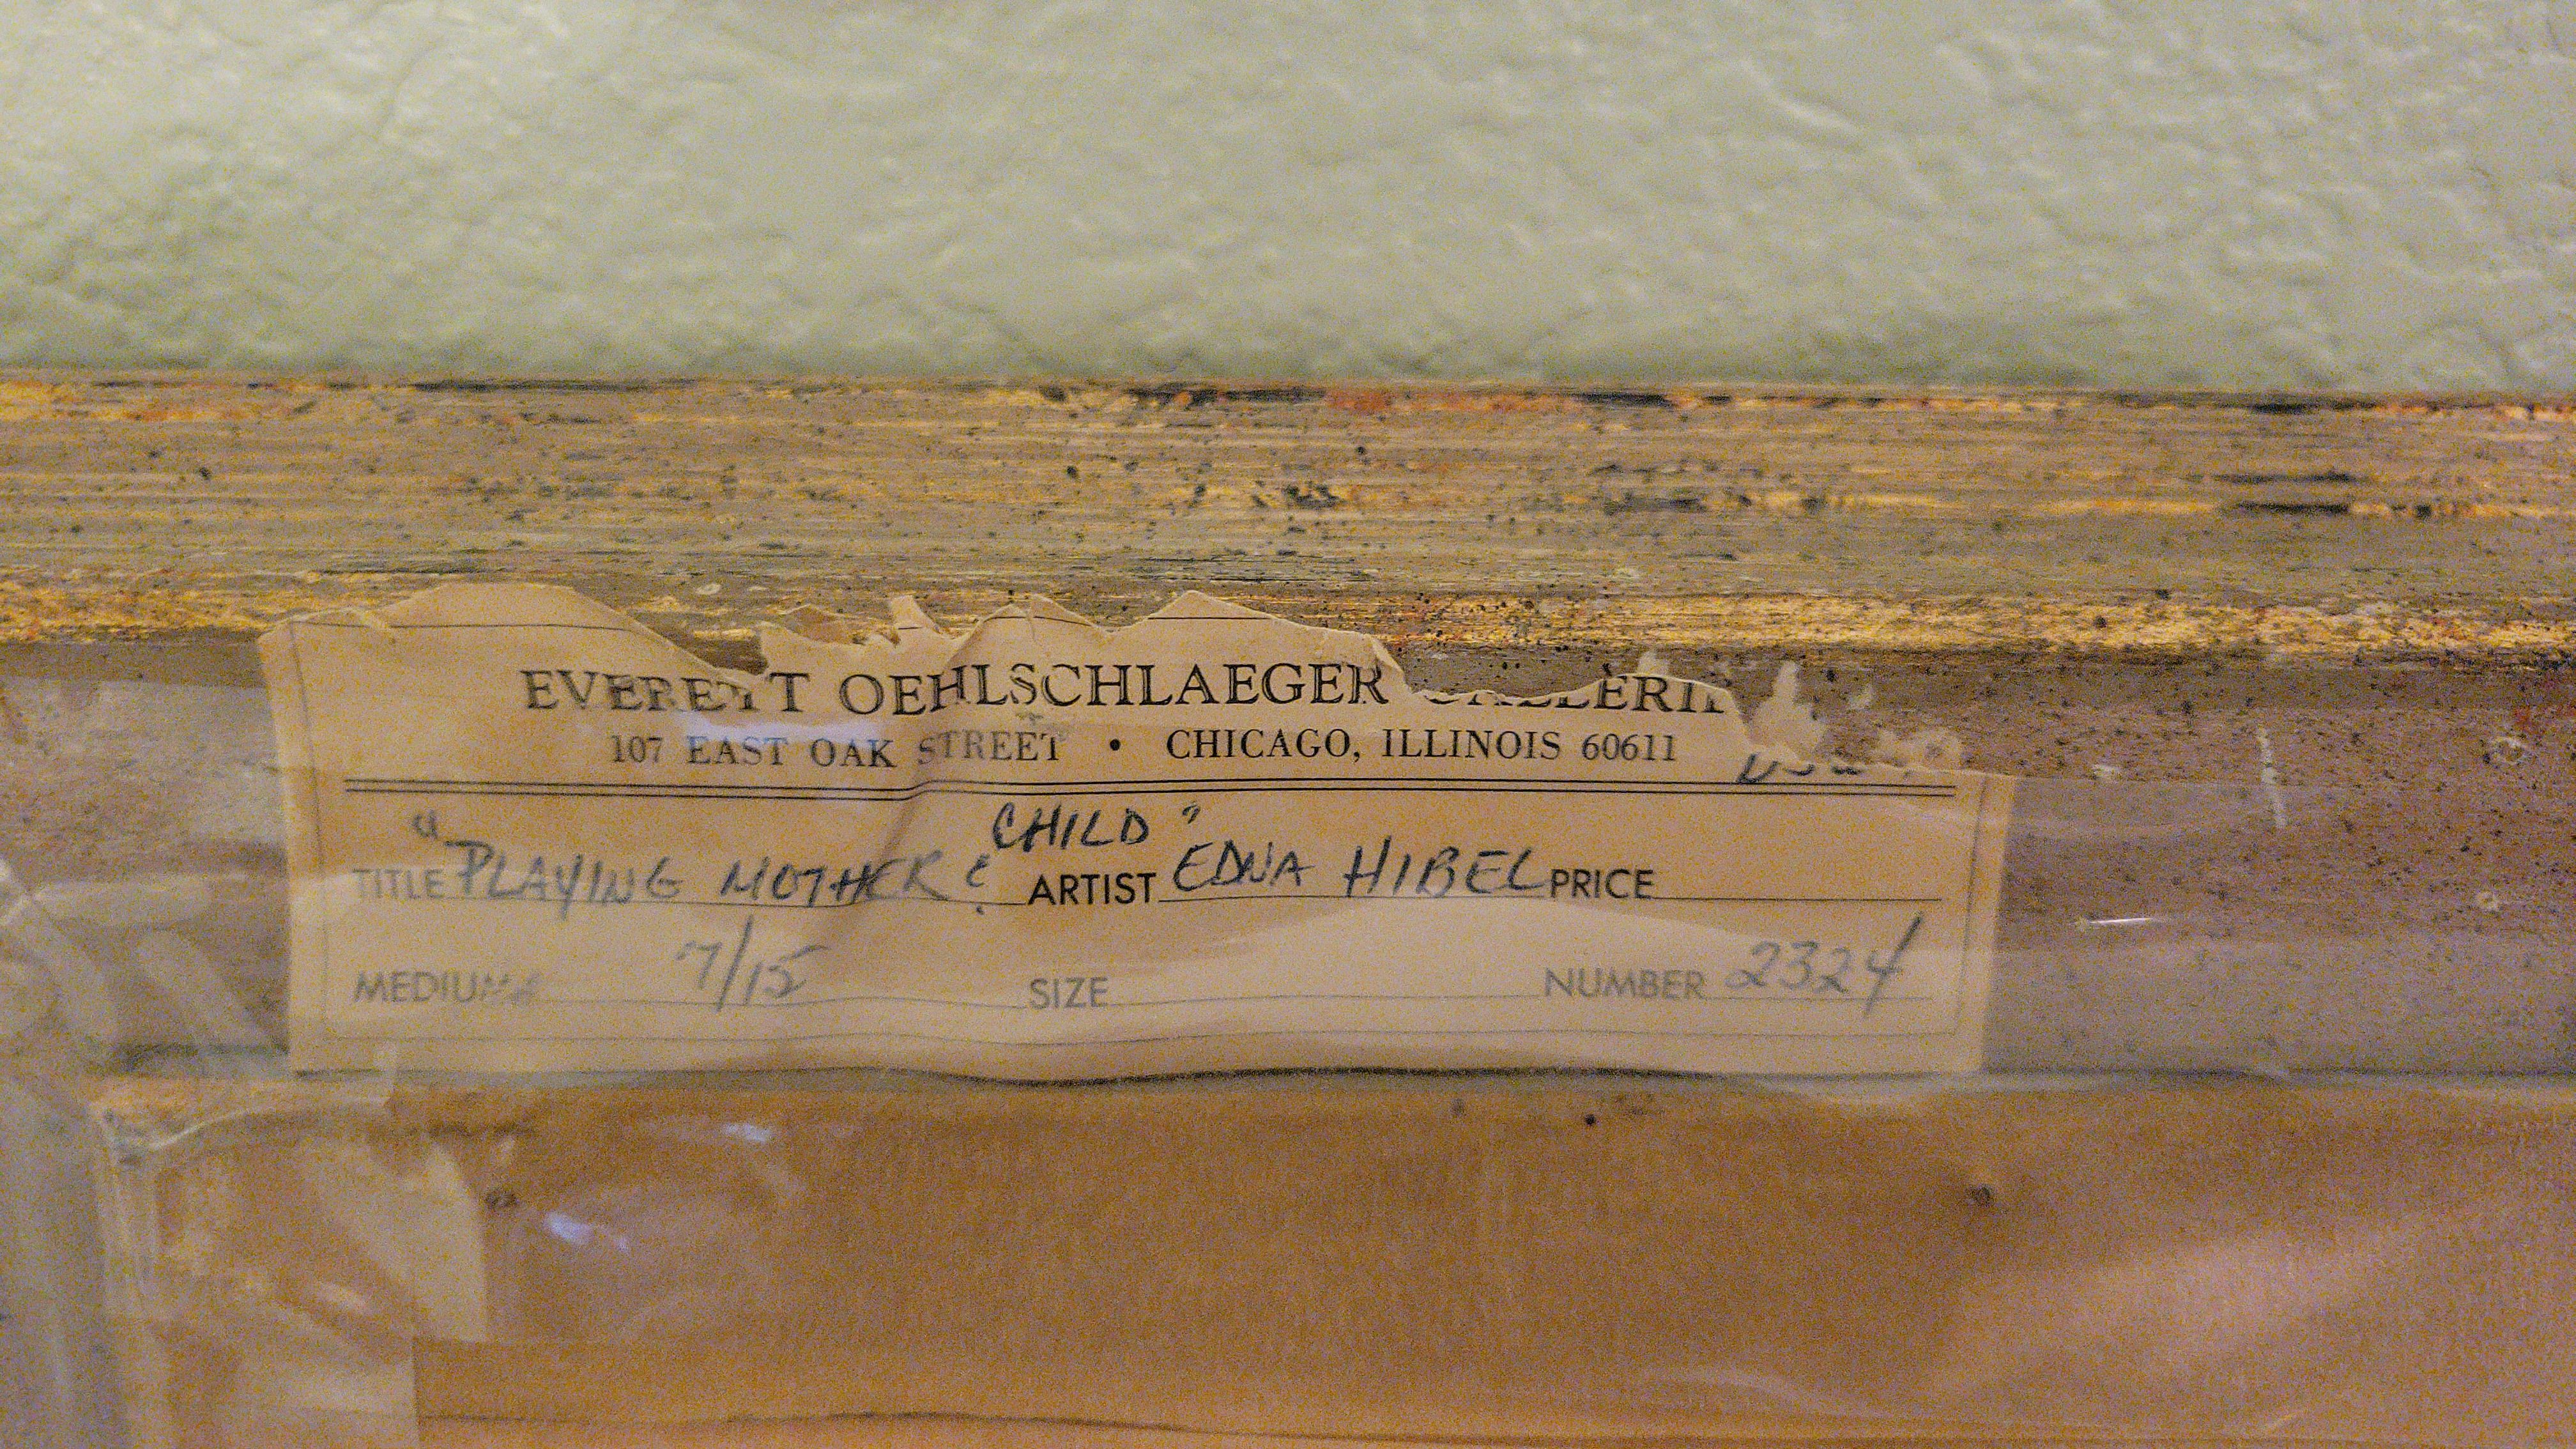 EVERETT OEHLSCHLAEGER
107 EAST OAK STREET • CHICAGO, ILLINOIS 60611
CHILD"
TITLE "PLAYING MOTHER & ARTIST EDNA HIBEL PRICE
MEDIUM 7/15 SIZE NUMBER 2324